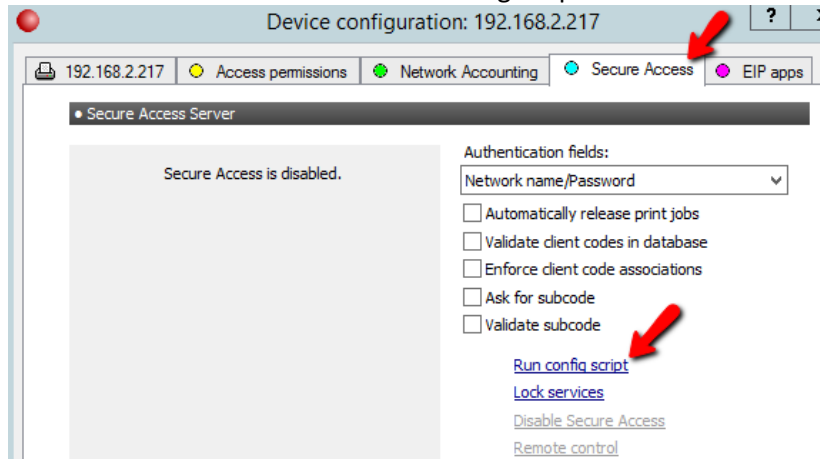 Device configuration: 192.168.2.217
?
192.168.2.217 Access permissions Network Accounting Secure Access EIP apps
• Secure Access Server
Secure Access is disabled.
Authentication fields:
Network name/Password
Automatically release print jobs
Validate client codes in database
Enforce client code associations
Ask for subcode
Validate subcode
Run config script
Lock services
Disable Secure Access
Remote control